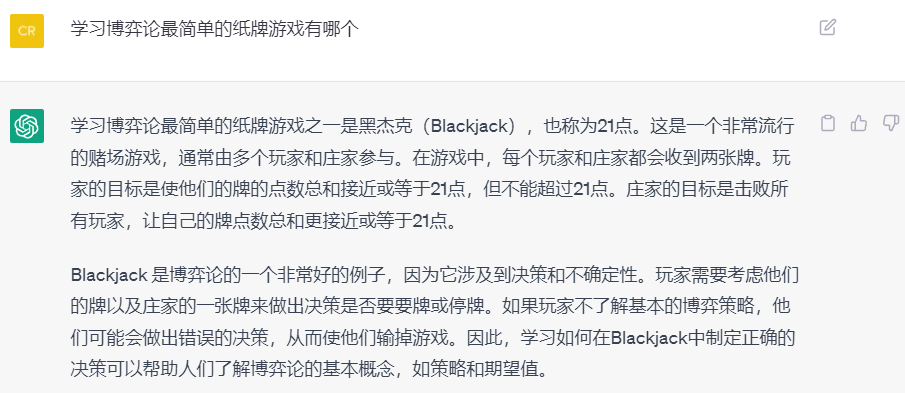 CR
学习博弈论最简单的纸牌游戏有哪个
学习博弈论最简单的纸牌游戏之一是黑杰克（Blackjack），也称为21点。这是一个非常流行
的赌场游戏，通常由多个玩家和庄家参与。在游戏中，每个玩家和庄家都会收到两张牌。玩
家的目标是使他们的牌的点数总和接近或等于21点，但不能超过21点。庄家的目标是击败所
有玩家，让自己的牌点数总和更接近或等于21点。
Blackjack 是博弈论的一个非常好的例子，因为它涉及到决策和不确定性。玩家需要考虑他们
的牌以及庄家的一张牌来做出决策是否要要牌或停牌。如果玩家不了解基本的博弈策略，他
们可能会做出错误的决策，从而使他们输掉游戏。因此，学习如何在Blackjack中制定正确的
决策可以帮助人们了解博弈论的基本概念，如策略和期望值。